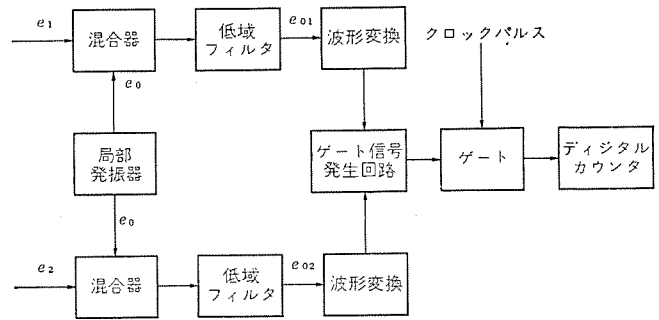 e1
混合器
低域
フィルタ
e01
波形変換
クロックパルス
e0
局部
発振器
ゲート信号
発生回路
ゲート
ディジタル
カウンタ
e0
e2
混合器
低域
フィルタ
e02
波形変換